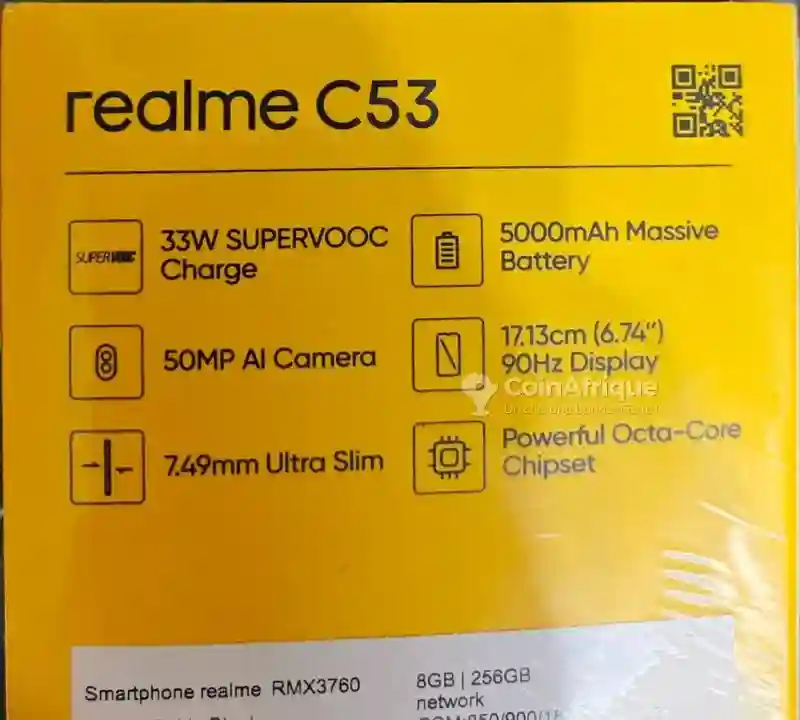 realme C53
SUPERVOOC
33W SUPERVOOC
Charge
5000mAh Massive
Battery
50MP AI Camera
17.13cm (6.74”)
90Hz Display
CoinAfrique
7.49mm Ultra Slim
Powerful Octa-Core
Chipset
Smartphone realme RMX3760
8GB | 256GB
network